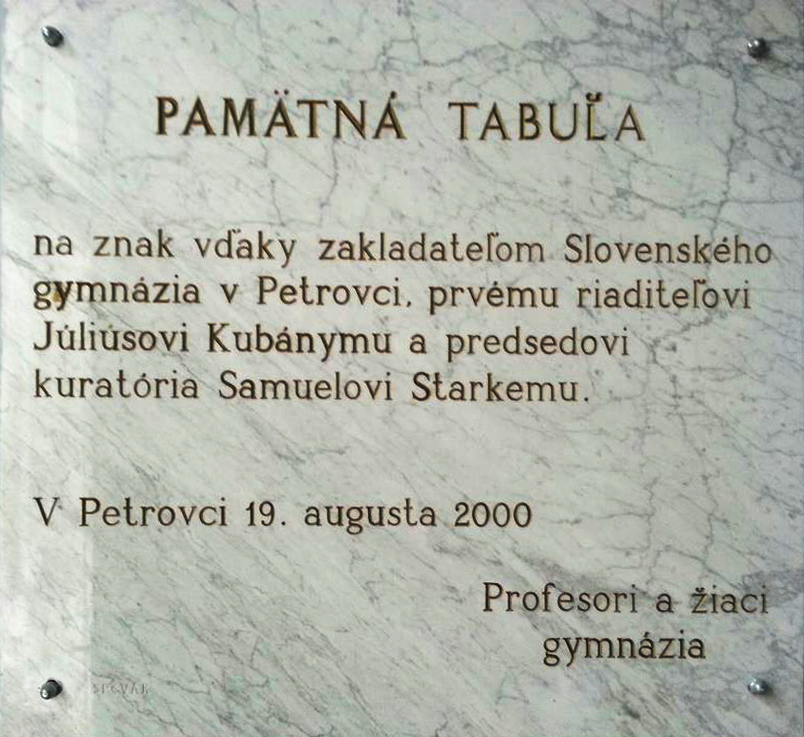 PAMÄTNÁ TABUĽA
na znak vďaky zakladateľom Slovenského
gymnázia v Petrovci, prvému riaditeľovi
Júliúsovi Kubánymu a predsedovi
kuratória Samuelovi Starkemu.
V Petrovci 19. augusta 2000
Profesori a žiaci
gymnázia